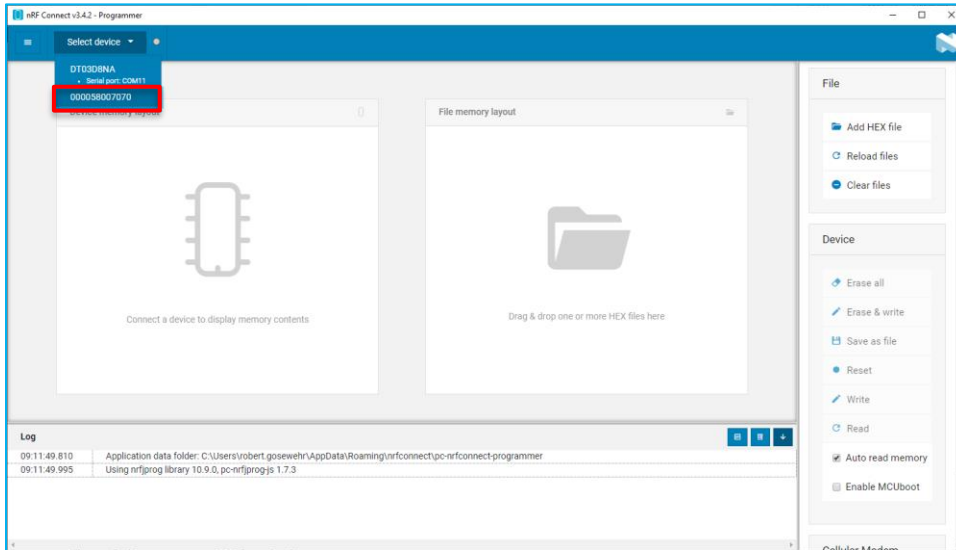 nRF Connect v3.4.2 - Programmer
Select device
DT03D8NA
• Serial port: COM11
000058007070
Device memory layout
File memory layout
Connect a device to display memory contents
Drag & drop one or more HEX files here
File
Add HEX file
Reload files
Clear files
Device
Erase all
Erase & write
Save as file
Reset
Write
Read
Auto read memory
Enable MCUboot
Cellular Modem
Log
09:11:49.810 Application data folder: C:\Users\robert.gosewehr\AppData\Roaming\nrfconnect\pc-nrfconnect-programmer
09:11:49.995 Using nrfjprog library 10.9.0, pc-nrfjprog-js 1.7.3